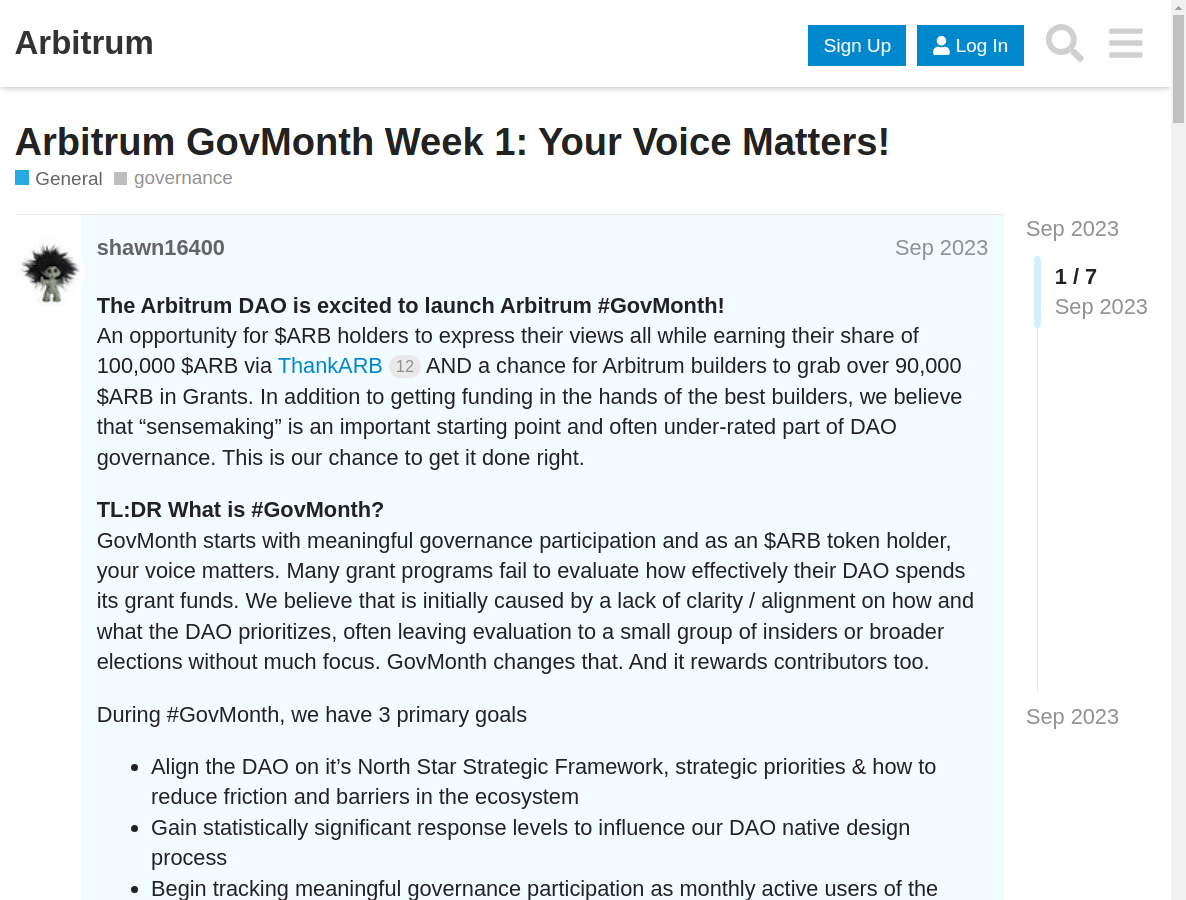 Arbitrum
Sign Up
Log In
Arbitrum GovMonth Week 1: Your Voice Matters!
General governance
shawn16400
Sep 2023
The Arbitrum DAO is excited to launch Arbitrum #GovMonth!
An opportunity for $ARB holders to express their views all while earning their share of
100,000 $ARB via ThankARB 12 AND a chance for Arbitrum builders to grab over 90,000
$ARB in Grants. In addition to getting funding in the hands of the best builders, we believe
that “sensemaking” is an important starting point and often under-rated part of DAO
governance. This is our chance to get it done right.
TL:DR What is #GovMonth?
GovMonth starts with meaningful governance participation and as an $ARB token holder,
your voice matters. Many grant programs fail to evaluate how effectively their DAO spends
its grant funds. We believe that is initially caused by a lack of clarity / alignment on how and
what the DAO prioritizes, often leaving evaluation to a small group of insiders or broader
elections without much focus. GovMonth changes that. And it rewards contributors too.
During #GovMonth, we have 3 primary goals
Align the DAO on it’s North Star Strategic Framework, strategic priorities & how to
reduce friction and barriers in the ecosystem
Gain statistically significant response levels to influence our DAO native design
process
Begin tracking meaningful governance participation as monthly active users of the
Sep 2023
1 / 7
Sep 2023
Sep 2023